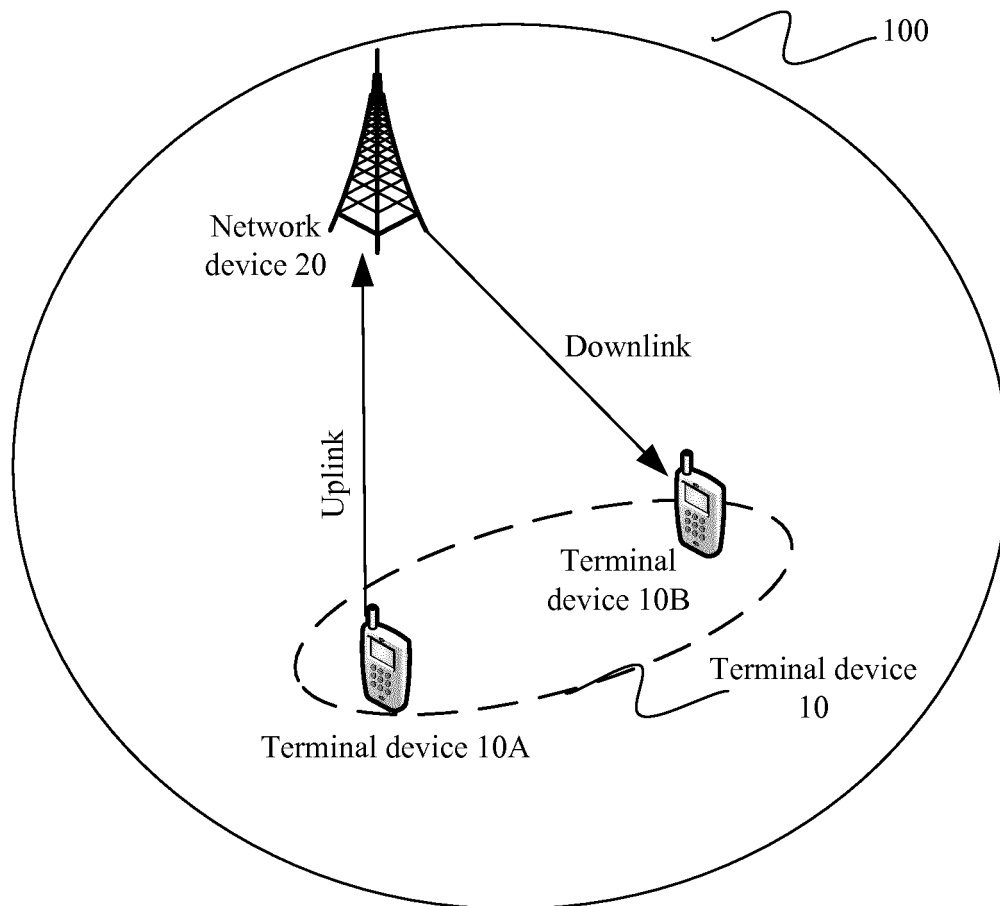 100
Network
device 20
Downlink
Uplink
Terminal
device 10B
Terminal device
10
Terminal device 10A